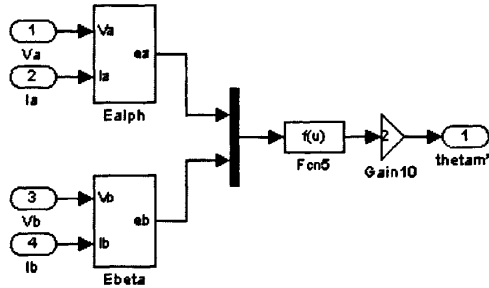 1
Va
2
Ia
Va
Ia
ea
Ealph
3
Vb
4
Ib
Vb
Ib
eb
Ebeta
f(u)
Fcn5
2
Gain10
1
thetam'